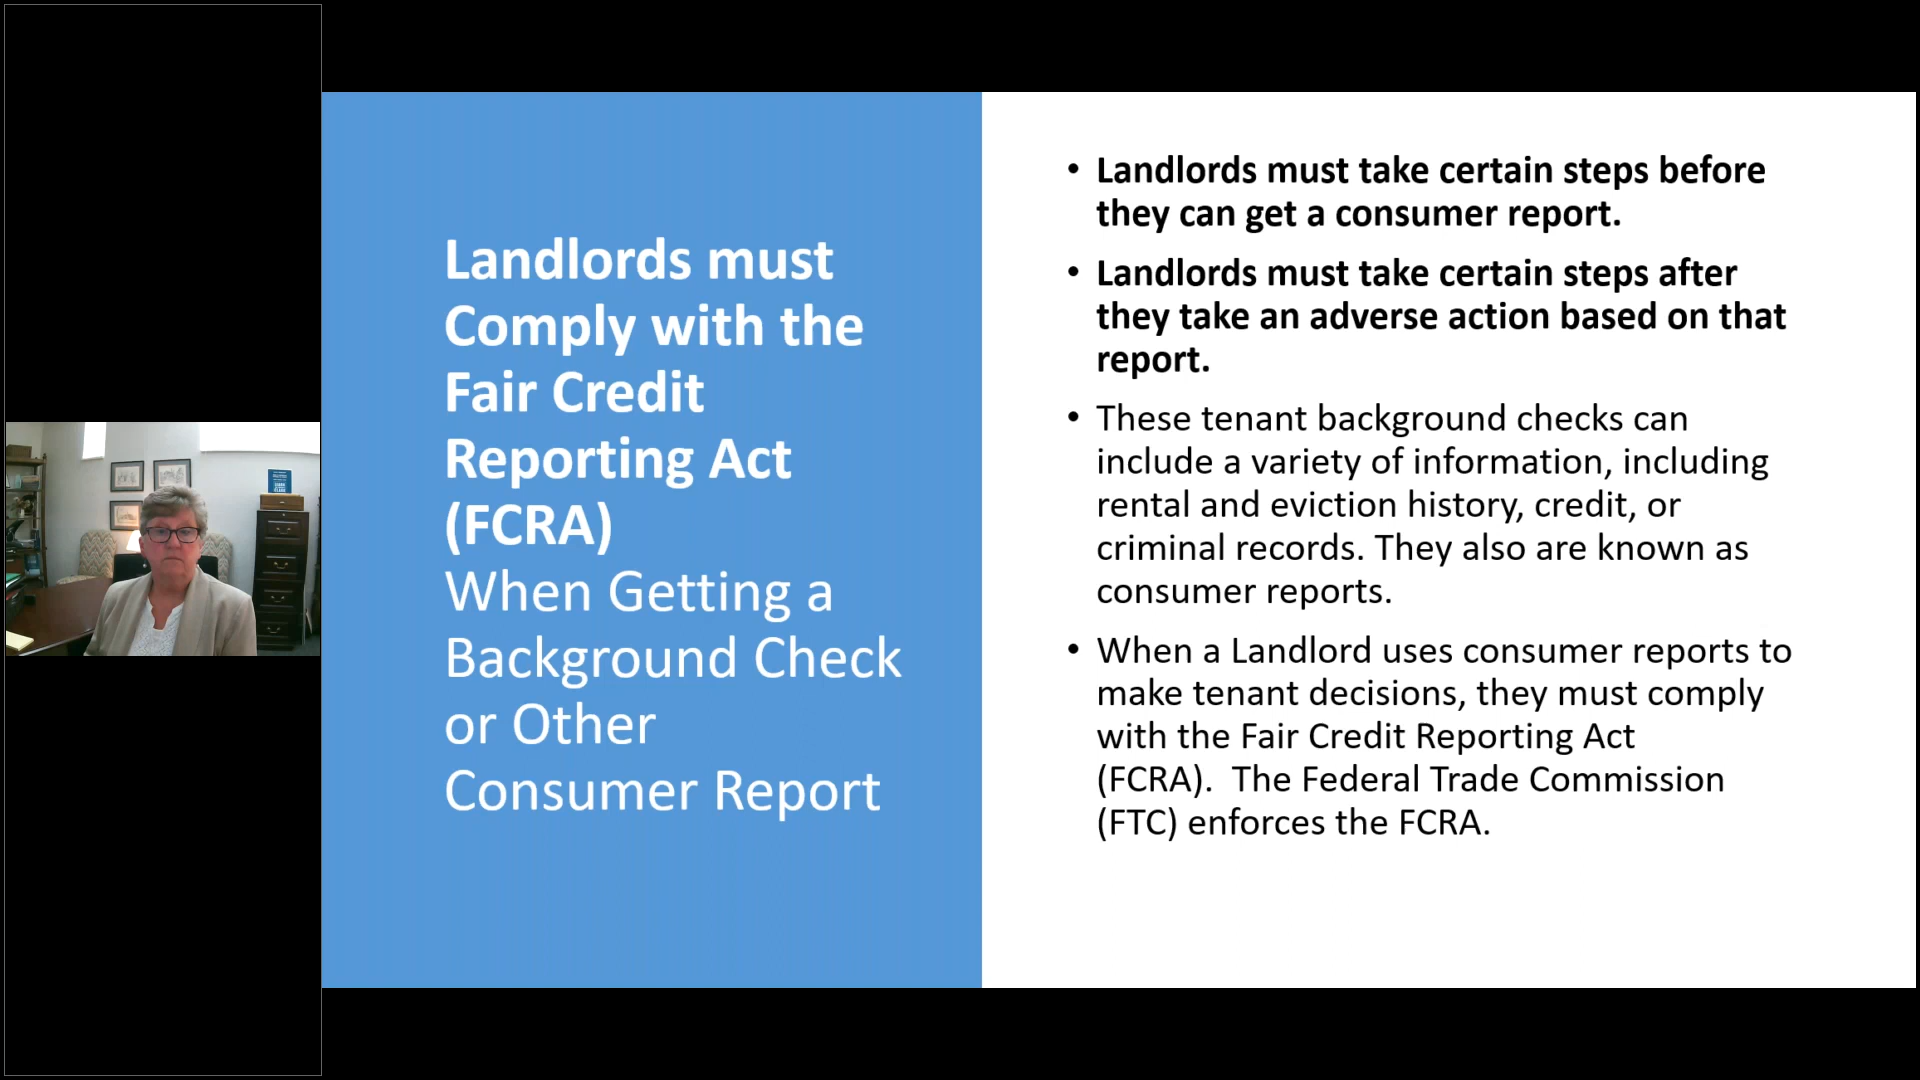 Landlords must
Comply with the
Fair Credit
Reporting Act
(FCRA)
When Getting a
Background Check
or Other
Consumer Report
• Landlords must take certain steps before
they can get a consumer report.
• Landlords must take certain steps after
they take an adverse action based on that
report.
• These tenant background checks can
include a variety of information, including
rental and eviction history, credit, or
criminal records. They also are known as
consumer reports.
• When a Landlord uses consumer reports to
make tenant decisions, they must comply
with the Fair Credit Reporting Act
(FCRA).  The Federal Trade Commission
(FTC) enforces the FCRA.